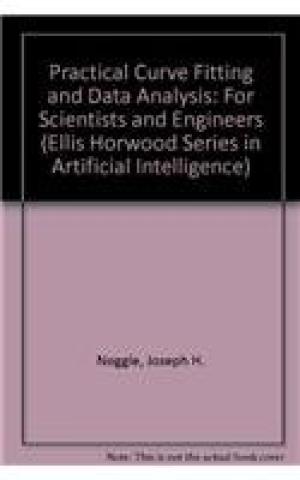 Practical Curve Fitting
and Data Analysis: For
Scientists and Engineers
(Ellis Horwood Series in
Artificial Intelligence)
Noggle, Joseph H.
Note: This is not the actual book cover